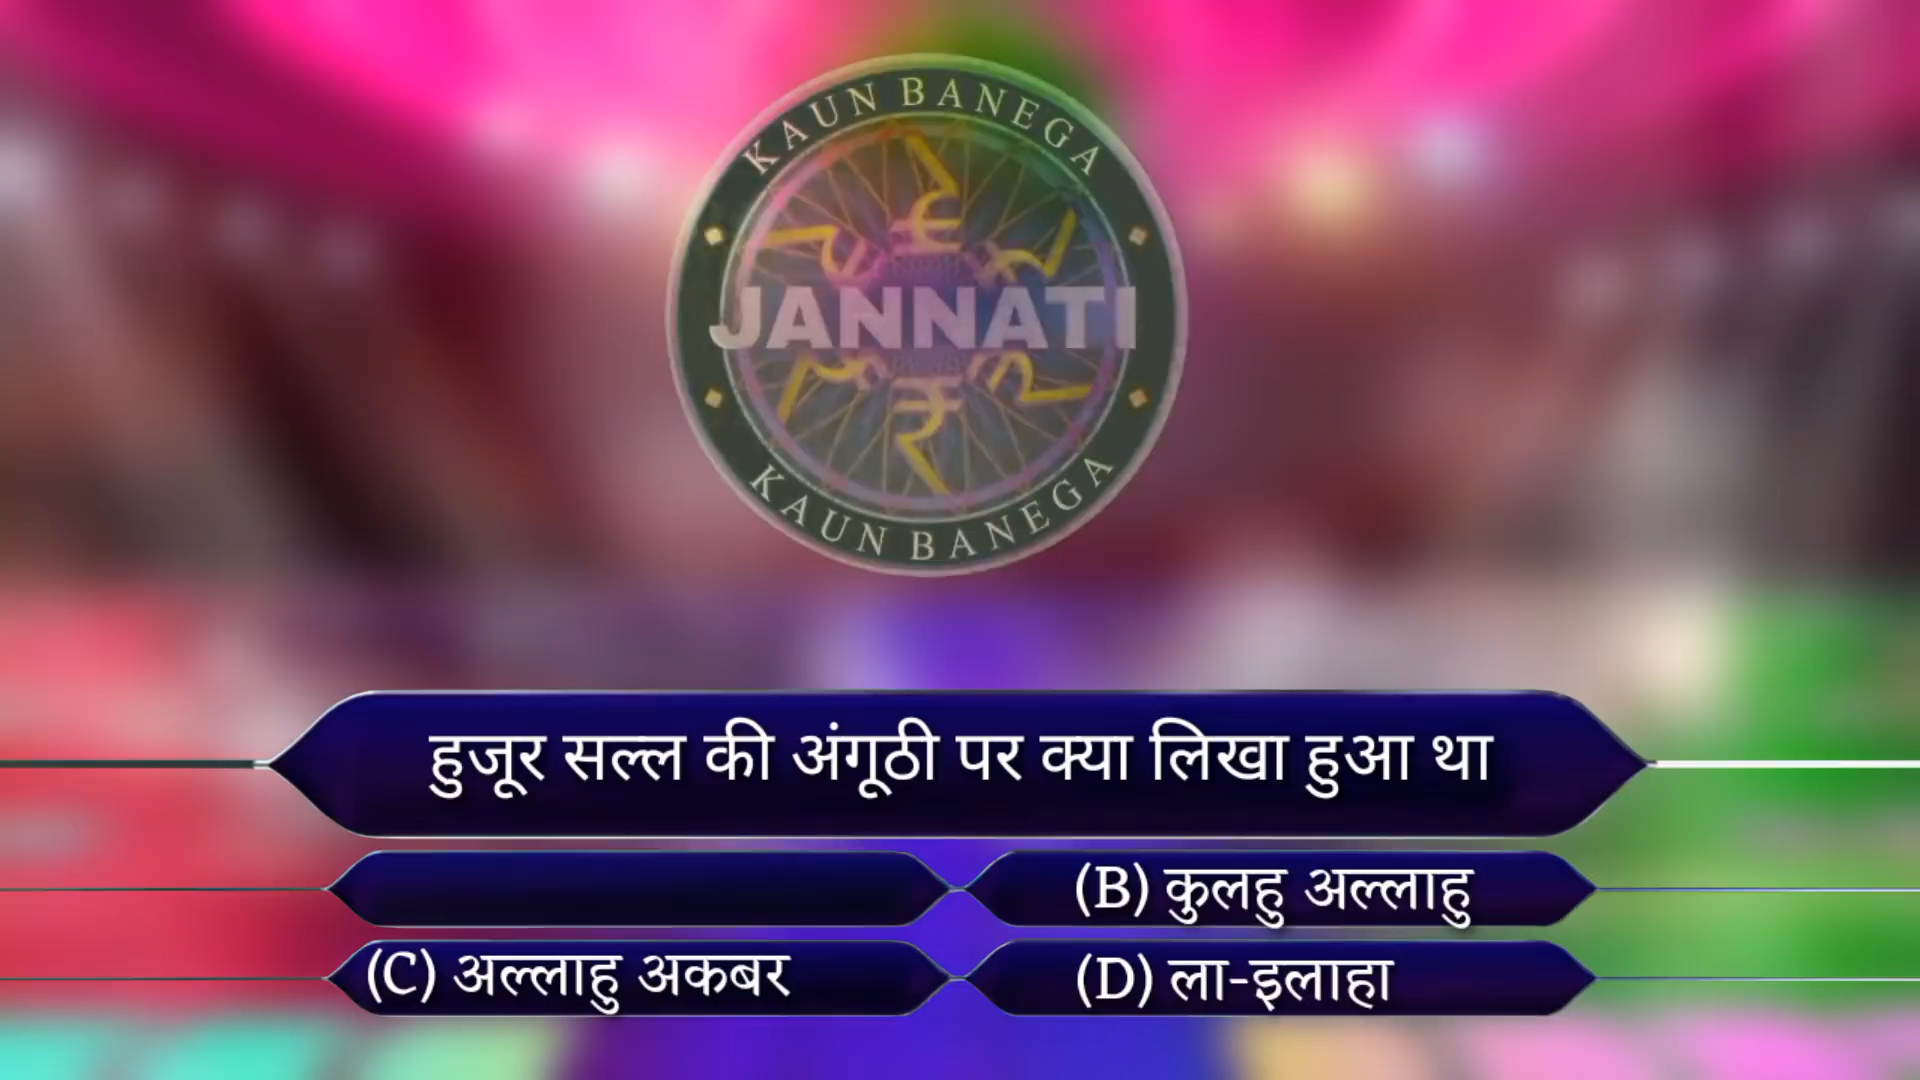 KAUN BANEGA
JANNATI
KAUN BANEGA
हुजूर सल्ल की अंगूठी पर क्या लिखा हुआ था
(B) कुलहु अल्लाहु
(C) अल्लाहु अकबर
(D) ला-इलाहा